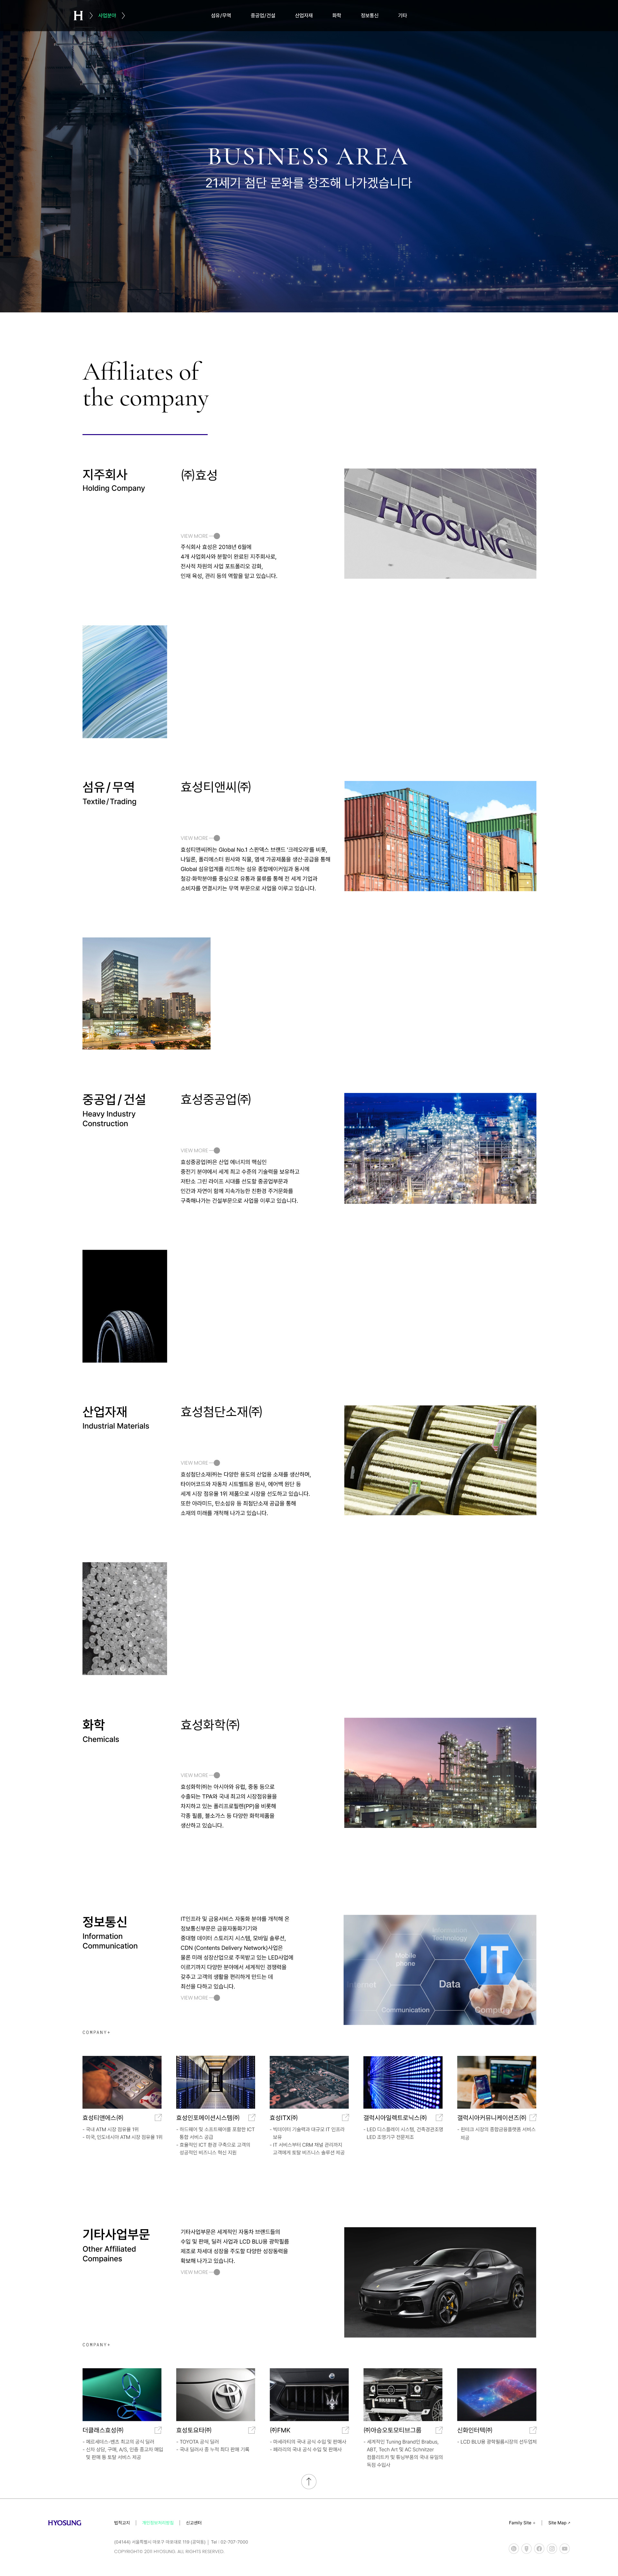 H 사업분야 섬유/무역 중공업/건설 산업자재 화학 정보통신 기타
BUSINESS AREA
21세기 첨단 문화를 창조해 나가겠습니다
Affiliates of
the company
지주회사
Holding Company
㈜효성
VIEW MORE
주식회사 효성은 2018년 6월에
4개 사업회사와 분할이 완료된 지주회사로,
전사적 차원의 사업 포트폴리오 강화,
인재 육성, 관리 등의 역할을 맡고 있습니다.
HYOSUNG
섬유 / 무역
Textile / Trading
효성티앤씨㈜
VIEW MORE
효성티앤씨㈜는 Global No.1 스판덱스 브랜드 '크레오라'를 비롯,
나일론, 폴리에스터 원사와 직물, 염색 가공제품을 생산·공급을 통해
Global 섬유업계를 리드하는 섬유 종합메이커임과 동시에
철강·화학분야를 중심으로 유통과 물류를 통해 전 세계 기업과
소비자를 연결시키는 무역 부문으로 사업을 이루고 있습니다.
중공업 / 건설
Heavy Industry
Construction
효성중공업㈜
VIEW MORE
효성중공업㈜은 산업 에너지의 핵심인
중전기 분야에서 세계 최고 수준의 기술력을 보유하고
저탄소 그린 라이프 시대를 선도할 중공업부문과
인간과 자연이 함께 지속가능한 친환경 주거문화를
구축해나가는 건설부문으로 사업을 이루고 있습니다.
산업자재
Industrial Materials
효성첨단소재㈜
VIEW MORE
효성첨단소재㈜는 다양한 용도의 산업용 소재를 생산하며,
타이어코드와 자동차 시트벨트용 원사, 에어백 원단 등
세계 시장 점유율 1위 제품으로 시장을 선도하고 있습니다.
또한 아라미드, 탄소섬유 등 최첨단소재 공급을 통해
소재의 미래를 개척해 나가고 있습니다.
화학
Chemicals
효성화학㈜
VIEW MORE
효성화학㈜는 아시아와 유럽, 중동 등으로
수출되는 TPA와 국내 최고의 시장점유율을
차지하고 있는 폴리프로필렌(PP)을 비롯해
각종 필름, 불소가스 등 다양한 화학제품을
생산하고 있습니다.
정보통신
Information
Communication
IT인프라 및 금융서비스 자동화 분야를 개척해 온
정보통신부문은 금융자동화기기와
중대형 데이터 스토리지 시스템, 모바일 솔루션,
CDN (Contents Delivery Network)사업은
물론 미래 성장산업으로 주목받고 있는 LED사업에
이르기까지 다양한 분야에서 세계적인 경쟁력을
갖추고 고객의 생활을 편리하게 만드는 데
최선을 다하고 있습니다.
VIEW MORE
Technology
Mobile
phone
IT
Data
Communication
Comput
COMPANY+
효성티앤에스㈜
- 국내 ATM 시장 점유율 1위
- 미국, 인도네시아 ATM 시장 점유율 1위
효성인포메이션시스템㈜
- 하드웨어 및 소프트웨어를 포함한 ICT
통합 서비스 공급
- 효율적인 ICT 환경 구축으로 고객의
성공적인 비즈니스 혁신 지원
효성ITX㈜
- 빅데이터 기술력과 대규모 IT 인프라
보유
- IT 서비스부터 CRM 채널 관리까지
고객에게 토탈 비즈니스 솔루션 제공
갤럭시아일렉트로닉스㈜
- LED 디스플레이 시스템, 건축경관조명
LED 조명기구 전문제조
갤럭시아커뮤니케이션즈㈜
- 핀테크 시장의 종합금융플랫폼 서비스
제공
기타사업부문
Other Affiliated
Compaines
기타사업부문은 세계적인 자동차 브랜드들의
수입 및 판매, 딜러 사업과 LCD BLU용 광학필름
제조로 차세대 성장을 주도할 다양한 성장동력을
확보해 나가고 있습니다.
VIEW MORE
COMPANY+
더클래스효성㈜
- 메르세데스-벤츠 최고의 공식 딜러
- 신차 상담, 구매, A/S, 인증 중고차 매입
및 판매 등 토탈 서비스 제공
효성토요타㈜
- TOYOTA 공식 딜러
- 국내 딜러사 중 누적 최다 판매 기록
㈜FMK
- 마세라티의 국내 공식 수입 및 판매사
- 페라리의 국내 공식 수입 및 판매사
㈜아승오토모티브그룹
- 세계적인 Tuning Brand인 Brabus,
ABT, Tech Art 및 AC Schnitzer
컴플리트카 및 튜닝부품의 국내 유일의
독점 수입사
신화인터텍㈜
- LCD BLU용 광학필름시장의 선두업체
HYOSUNG 법적고지 개인정보처리방침 신고센터 Family Site + Site Map ↗
(04144) 서울특별시 마포구 마포대로 119 (공덕동) | Tel : 02-707-7000
COPYRIGHT© 2011 HYOSUNG. ALL RIGHTS RESERVED.